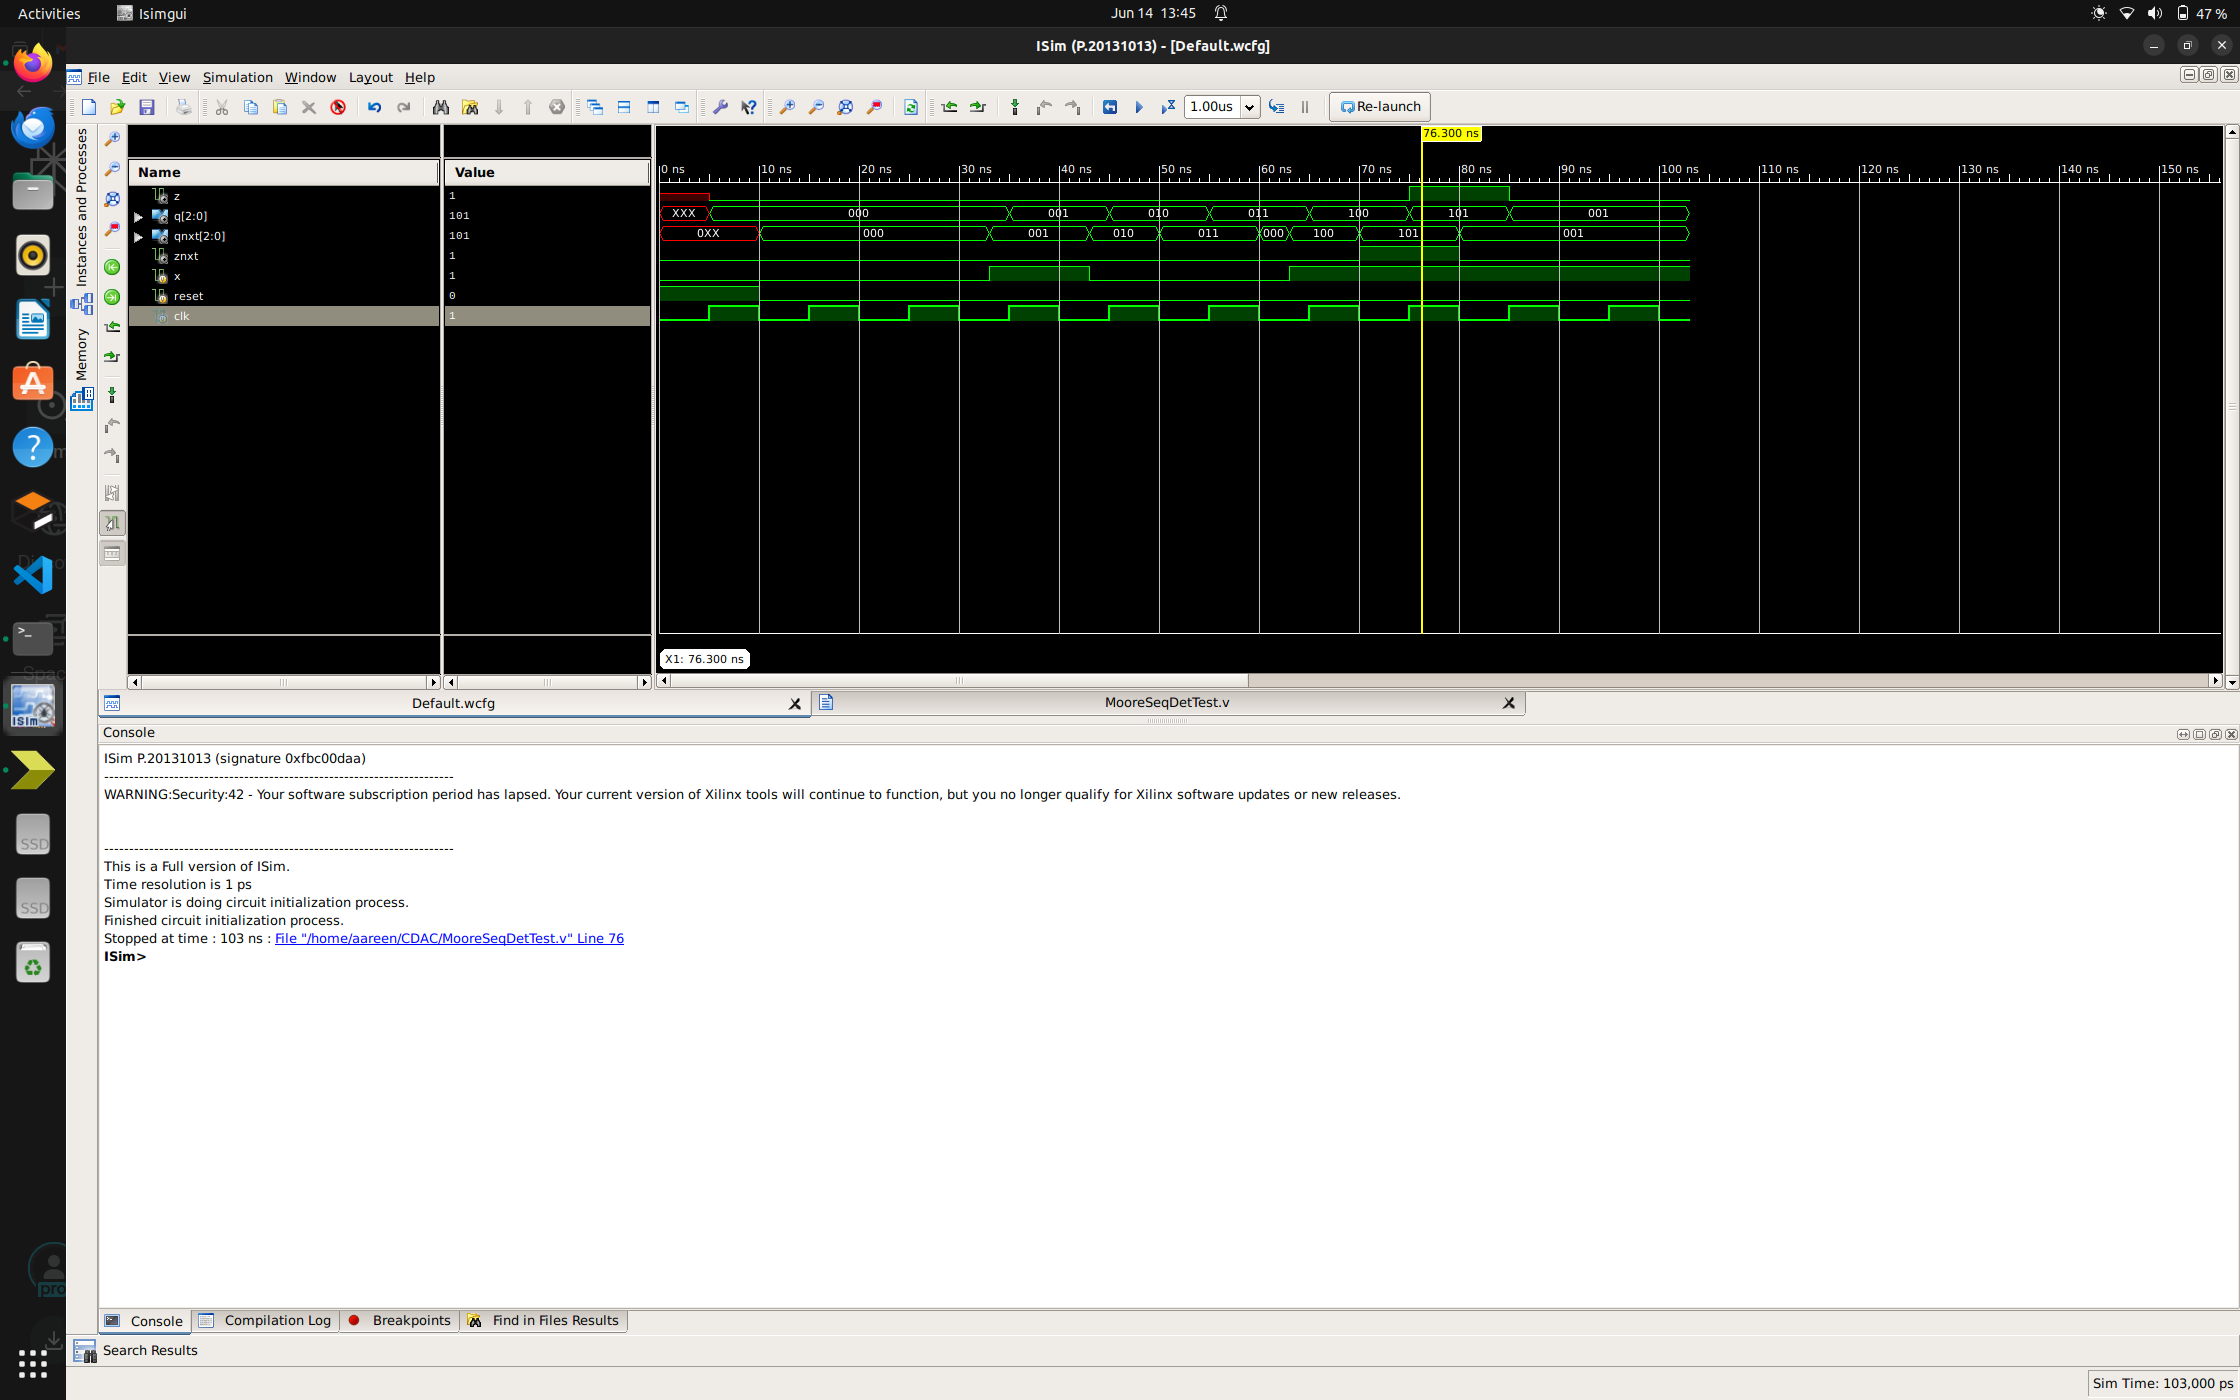 Activities Isimgui Jun 14 13:45 47 %
ISim (P.20131013) - [Default.wcfg]
File Edit View Simulation Window Layout Help
1.00us Re-launch
Instances and Processes
Memory
76.300 ns
Name Value
0 ns 10 ns 20 ns 30 ns 40 ns 50 ns 60 ns 70 ns 80 ns 90 ns 100 ns 110 ns 120 ns 130 ns 140 ns 150 ns
z 1
q[2:0] 101 XXX 000 001 010 011 100 101 001
qnxt[2:0] 101 0XX 000 001 010 011 000 100 101 001
znxt 1
x 1
reset 0
clk 1
X1: 76.300 ns
Default.wcfg MooreSeqDetTest.v
Console
ISim P.20131013 (signature 0xfbc00daa)
----------------------------------------------------------------------
WARNING:Security:42 - Your software subscription period has lapsed. Your current version of Xilinx tools will continue to function, but you no longer qualify for Xilinx software updates or new releases.
----------------------------------------------------------------------
This is a Full version of ISim.
Time resolution is 1 ps
Simulator is doing circuit initialization process.
Finished circuit initialization process.
Stopped at time : 103 ns : File "/home/aareen/CDAC/MooreSeqDetTest.v" Line 76
ISim>
Console Compilation Log Breakpoints Find in Files Results
Search Results
Sim Time: 103,000 ps
ISim
SSD
SSD